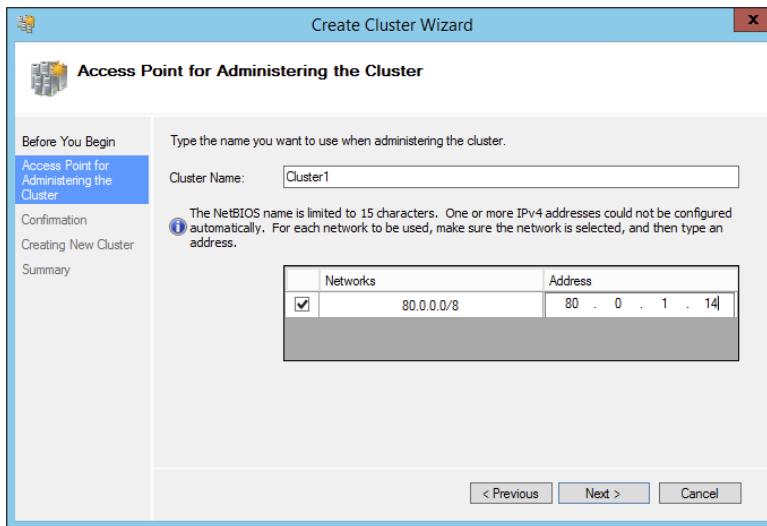 Create Cluster Wizard
x
Access Point for Administering the Cluster
Before You Begin
Access Point for
Administering the
Cluster
Confirmation
Creating New Cluster
Summary
Type the name you want to use when administering the cluster.
Cluster Name: Cluster1
The NetBIOS name is limited to 15 characters. One or more IPv4 addresses could not be configured
automatically. For each network to be used, make sure the network is selected, and then type an
address.
Networks Address
80.0.0.0/8 80 . 0 . 1 . 14
< Previous Next > Cancel